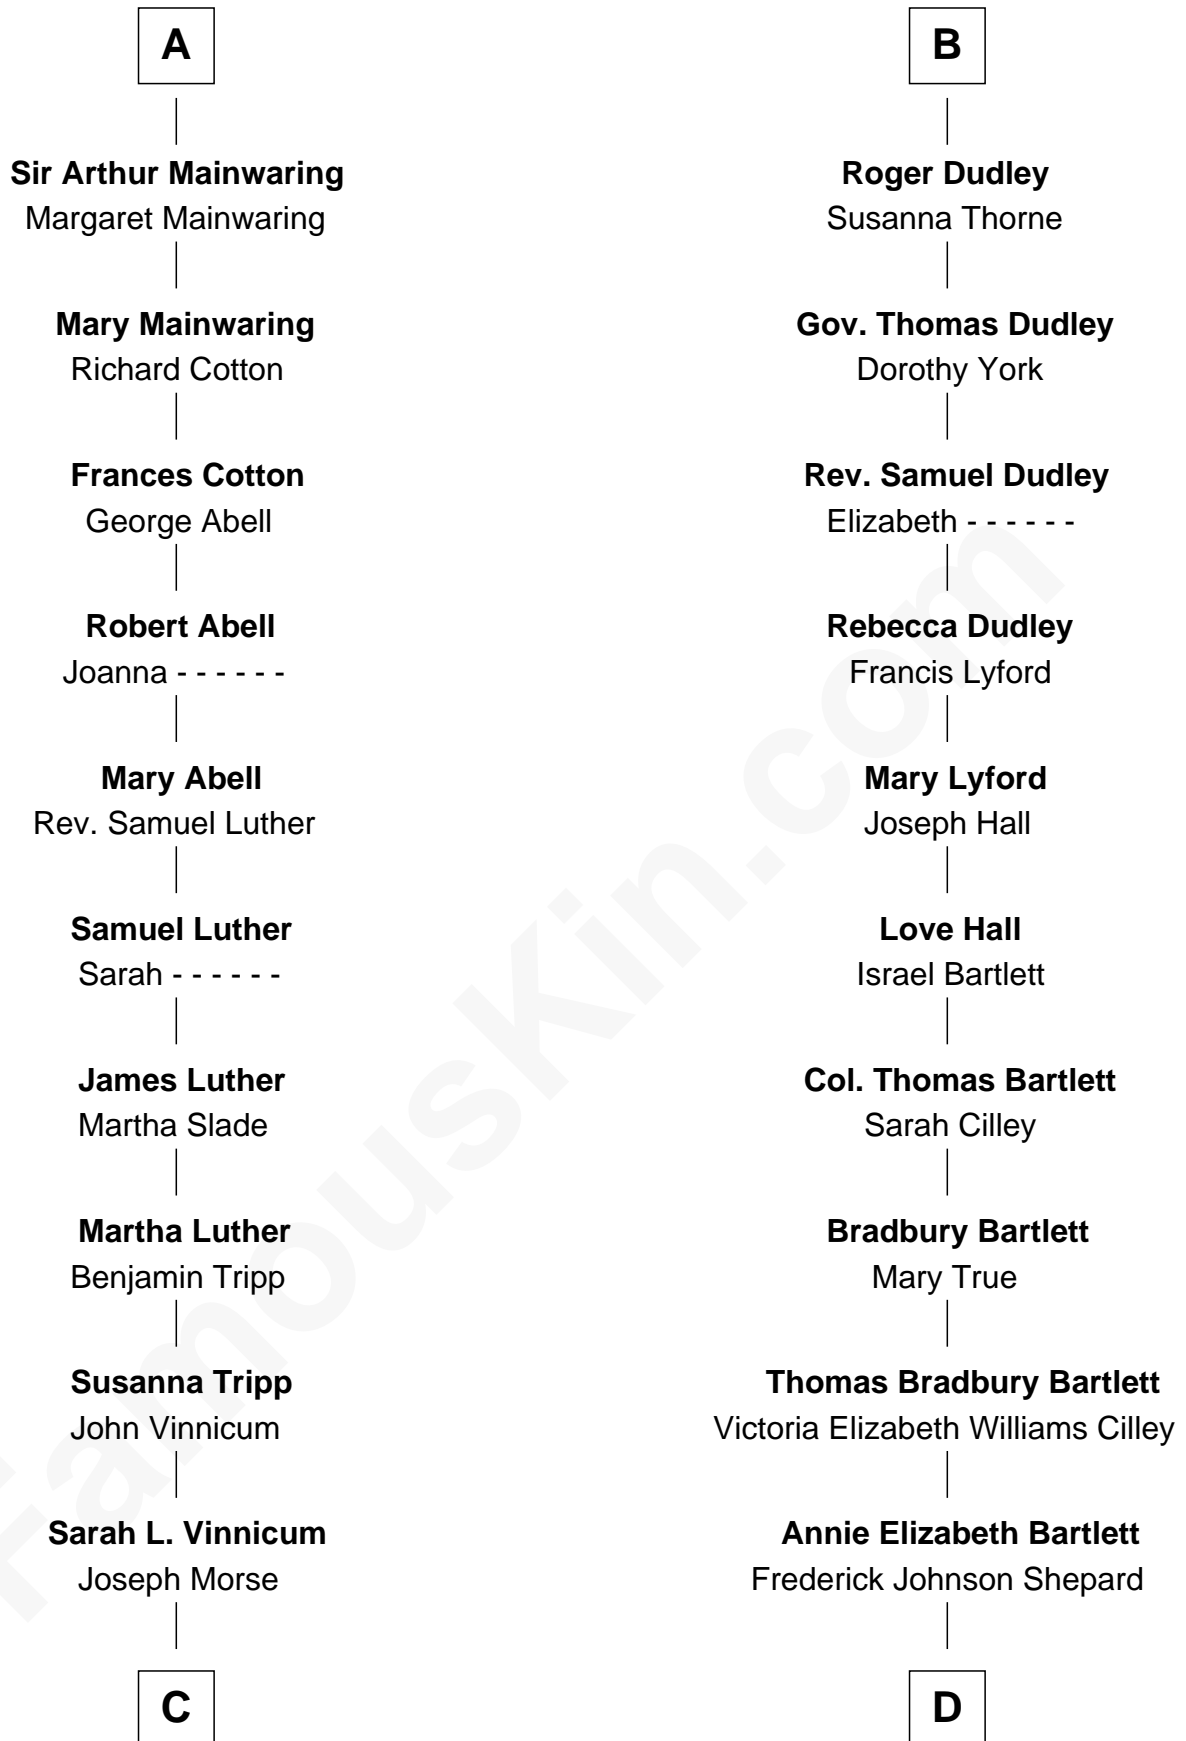 A
Sir Arthur Mainwaring
Margaret Mainwaring
Mary Mainwaring
Richard Cotton
Frances Cotton
George Abell
Robert Abell
Joanna - - - - - -
Mary Abell
Rev. Samuel Luther
Samuel Luther
Sarah - - - - - -
James Luther
Martha Slade
Martha Luther
Benjamin Tripp
Susanna Tripp
John Vinnicum
Sarah L. Vinnicum
Joseph Morse
C
B
Roger Dudley
Susanna Thorne
Gov. Thomas Dudley
Dorothy York
Rev. Samuel Dudley
Elizabeth - - - - - -
Rebecca Dudley
Francis Lyford
Mary Lyford
Joseph Hall
Love Hall
Israel Bartlett
Col. Thomas Bartlett
Sarah Cilley
Bradbury Bartlett
Mary True
Thomas Bradbury Bartlett
Victoria Elizabeth Williams Cilley
Annie Elizabeth Bartlett
Frederick Johnson Shepard
D
FamousKin.com